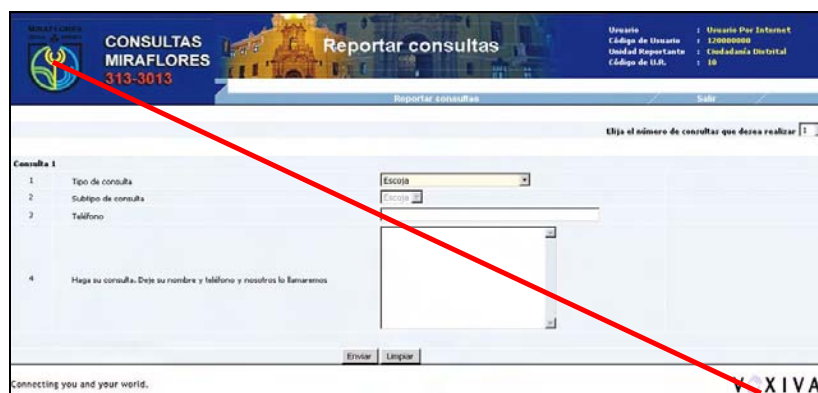 MIRAFLORES
CONSULTAS
MIRAFLORES
313-3013
Reportar consultas
Usuario : Usuario Por Internet
Código de Usuario : 120000000
Unidad Reportante : Ciudadanía Distrital
Código de U.R. : 10
Reportar consultas
Salir
Elija el número de consultas que desea realizar 1
Consulta 1
1 Tipo de consulta Escoja
2 Subtipo de consulta Escoja
3 Teléfono
4 Haga su consulta. Deje su nombre y teléfono y nosotros lo llamaremos
Enviar Limpiar
Connecting you and your world.
VOXIVA